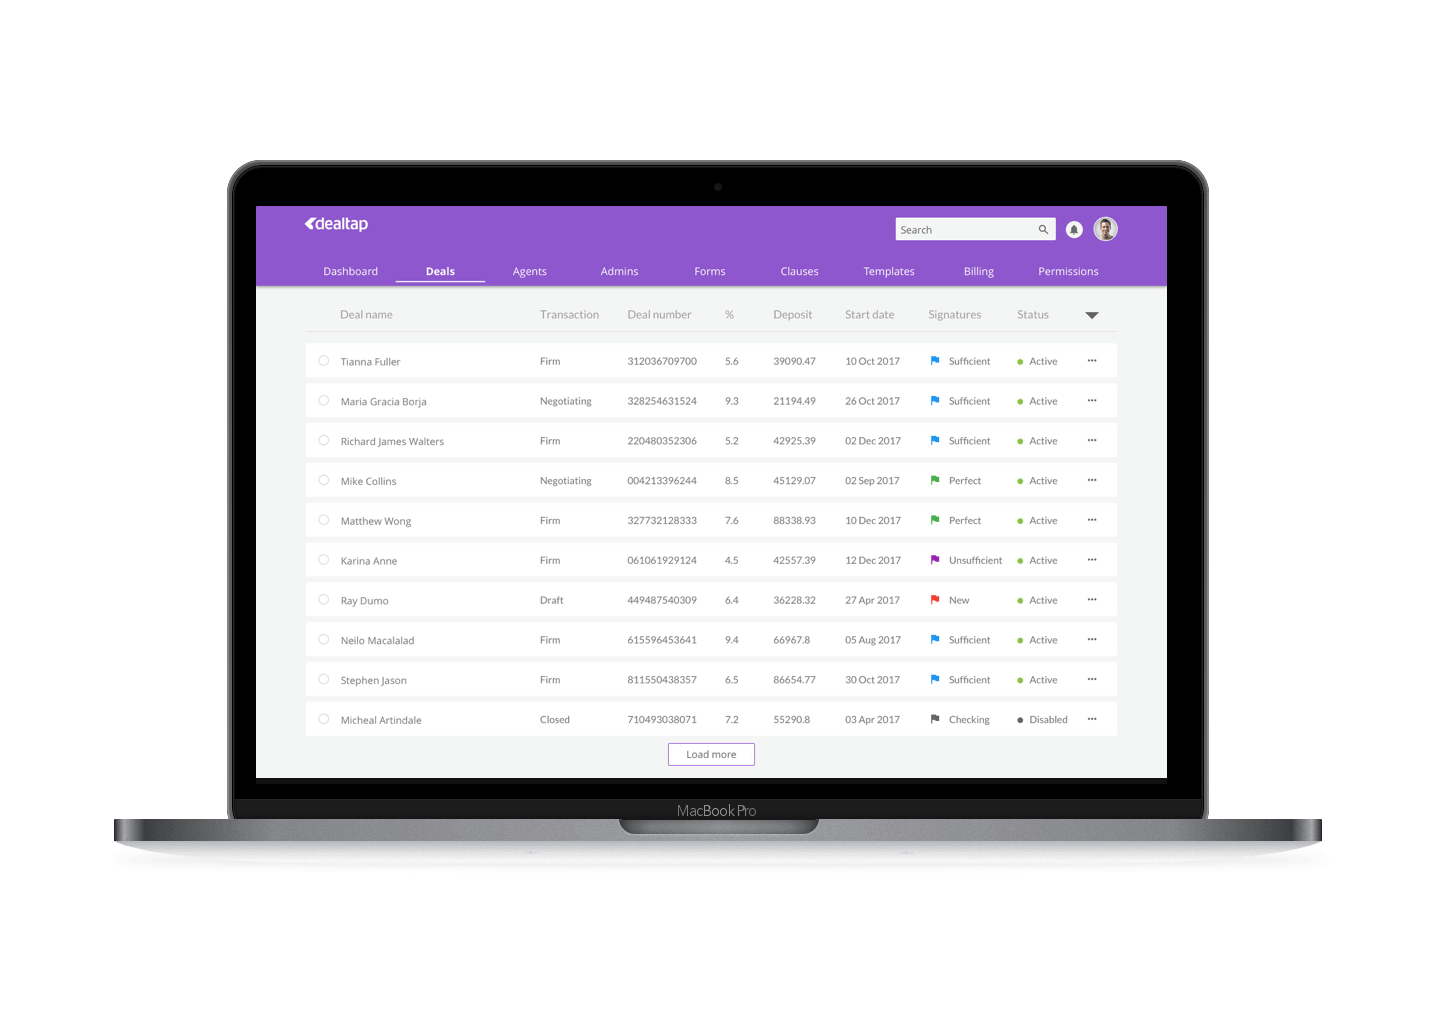 dealtap
Search
Dashboard Deals Agents Admins Forms Clauses Templates Billing Permissions
Deal name Transaction Deal number % Deposit Start date Signatures Status
Tianna Fuller Firm 312036709700 5.6 39090.47 10 Oct 2017 Sufficient Active
Maria Gracia Borja Negotiating 328254631524 9.3 21194.49 26 Oct 2017 Sufficient Active
Richard James Walters Firm 220480352306 5.2 42925.39 02 Dec 2017 Sufficient Active
Mike Collins Negotiating 004213396244 8.5 45129.07 02 Sep 2017 Perfect Active
Matthew Wong Firm 327732128333 7.6 88338.93 10 Dec 2017 Perfect Active
Karina Anne Firm 061061929124 4.5 42557.39 12 Dec 2017 Unsufficient Active
Ray Dumo Draft 449487540309 6.4 36228.32 27 Apr 2017 New Active
Neilo Macalalad Firm 615596453641 9.4 66967.8 05 Aug 2017 Sufficient Active
Stephen Jason Firm 811550438357 6.5 86654.77 30 Oct 2017 Sufficient Active
Micheal Artindale Closed 710493038071 7.2 55290.8 03 Apr 2017 Checking Disabled
Load more
MacBook Pro